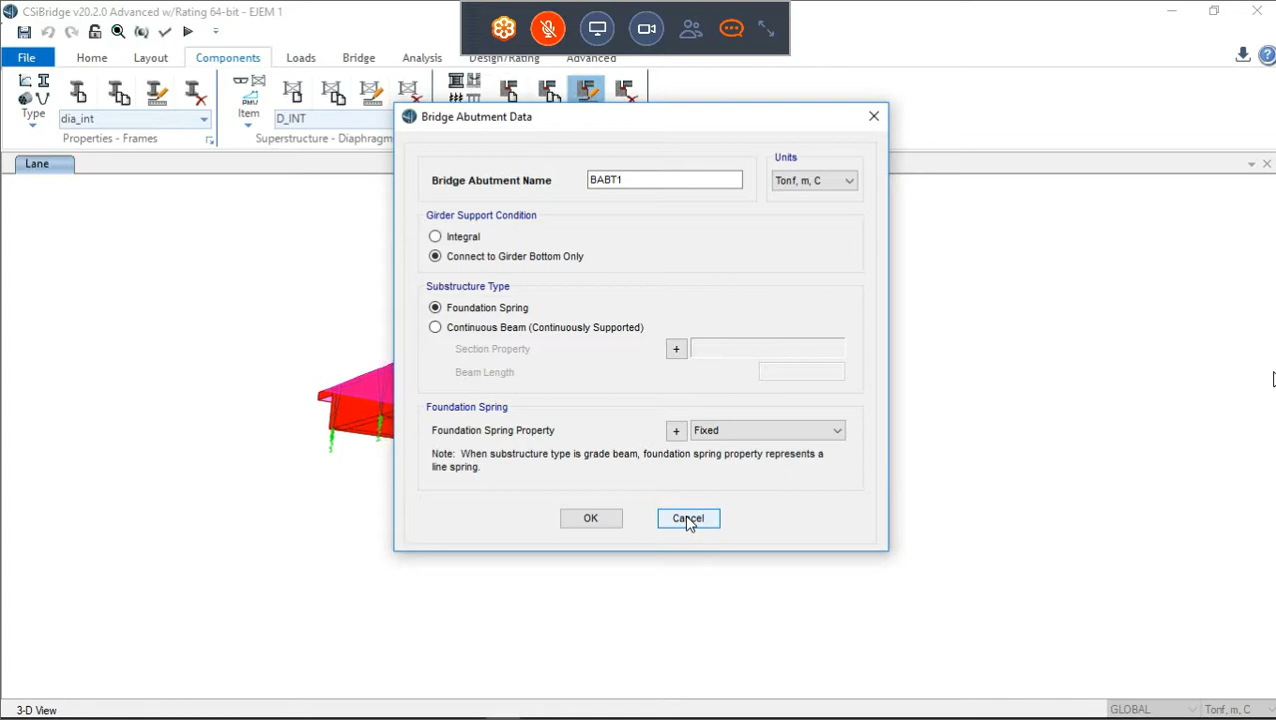 CSiBridge v20.2.0 Advanced w/Rating 64-bit - EJEM 1
File
Home
Layout
Components
Loads
Bridge
Analysis
Design/Rating
Advanced
Type
dia_int
Item
D_INT
Properties - Frames
Superstructure - Diaphragm
Lane
Bridge Abutment Data
Bridge Abutment Name
BABT1
Units
Tonf, m, C
Girder Support Condition
Integral
Connect to Girder Bottom Only
Substructure Type
Foundation Spring
Continuous Beam (Continuously Supported)
Section Property
+
Beam Length
Foundation Spring
Foundation Spring Property
+
Fixed
Note: When substructure type is grade beam, foundation spring property represents a
line spring.
OK
Cancel
3-D View
GLOBAL
Tonf, m, C